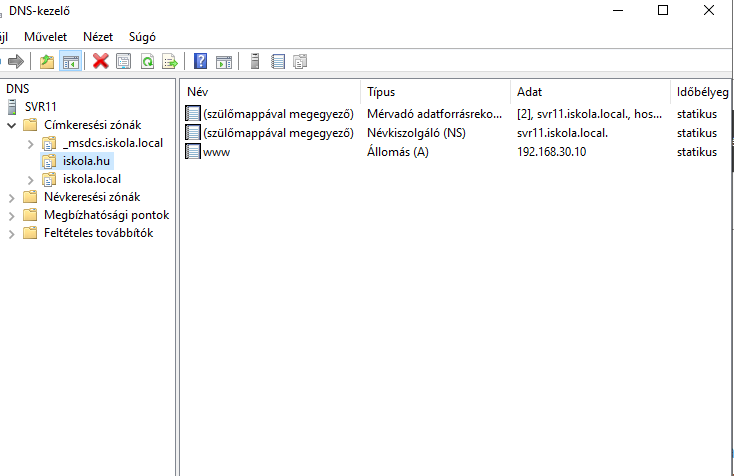 DNS-kezelő
ájl Művelet Nézet Súgó
DNS
SVR11
Címkeresési zónák
_msdcs.iskola.local
iskola.hu
iskola.local
Névkeresési zónák
Megbízhatósági pontok
Feltételes továbbítók
Név Típus Adat Időbélyeg
(szülőmappával megegyező) Mérvadó adatforrásreko... [2], svr11.iskola.local., hos... statikus
(szülőmappával megegyező) Névkiszolgáló (NS) svr11.iskola.local. statikus
www Állomás (A) 192.168.30.10 statikus